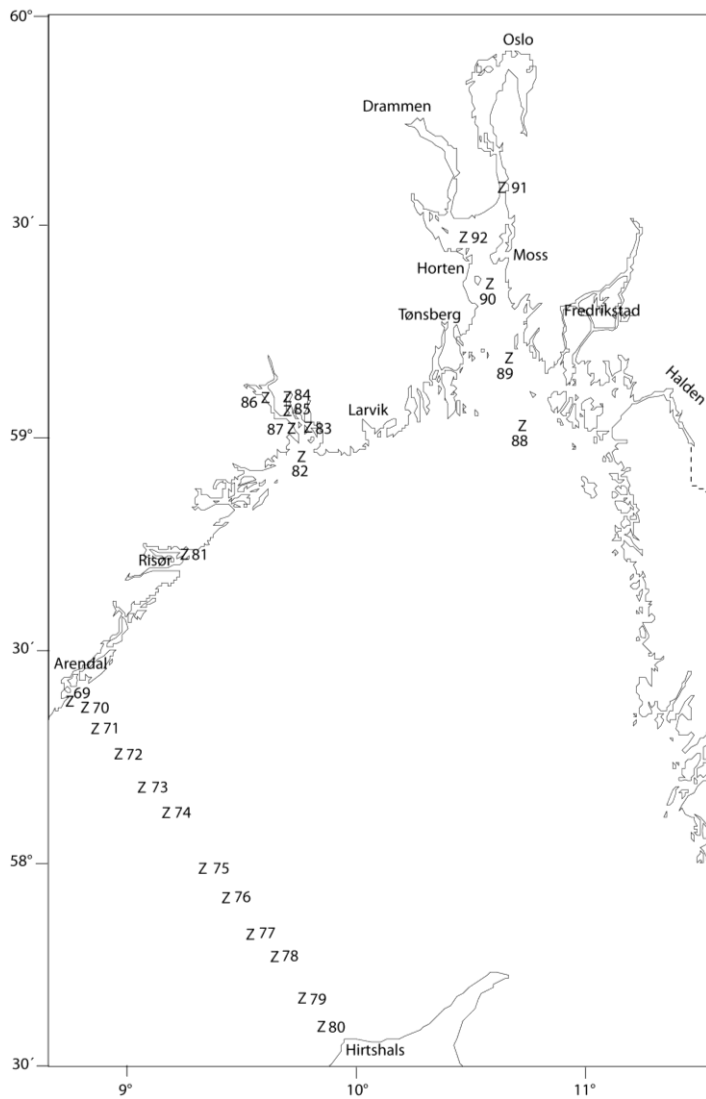 60°
Oslo
Drammen
Z 91
30´
Z 92
Moss
Horten
Z
90
Tønsberg
Fredrikstad
Z
89
Halden
86 Z
Z 84
Z 85
Larvik
87 Z
Z 83
Z
88
59°
Z
82
Z 81
Risør
30´
Arendal
69
Z
Z 70
Z 71
Z 72
Z 73
Z 74
58°
Z 75
Z 76
Z 77
Z 78
Z 79
Z 80
Hirtshals
30´
9°
10°
11°